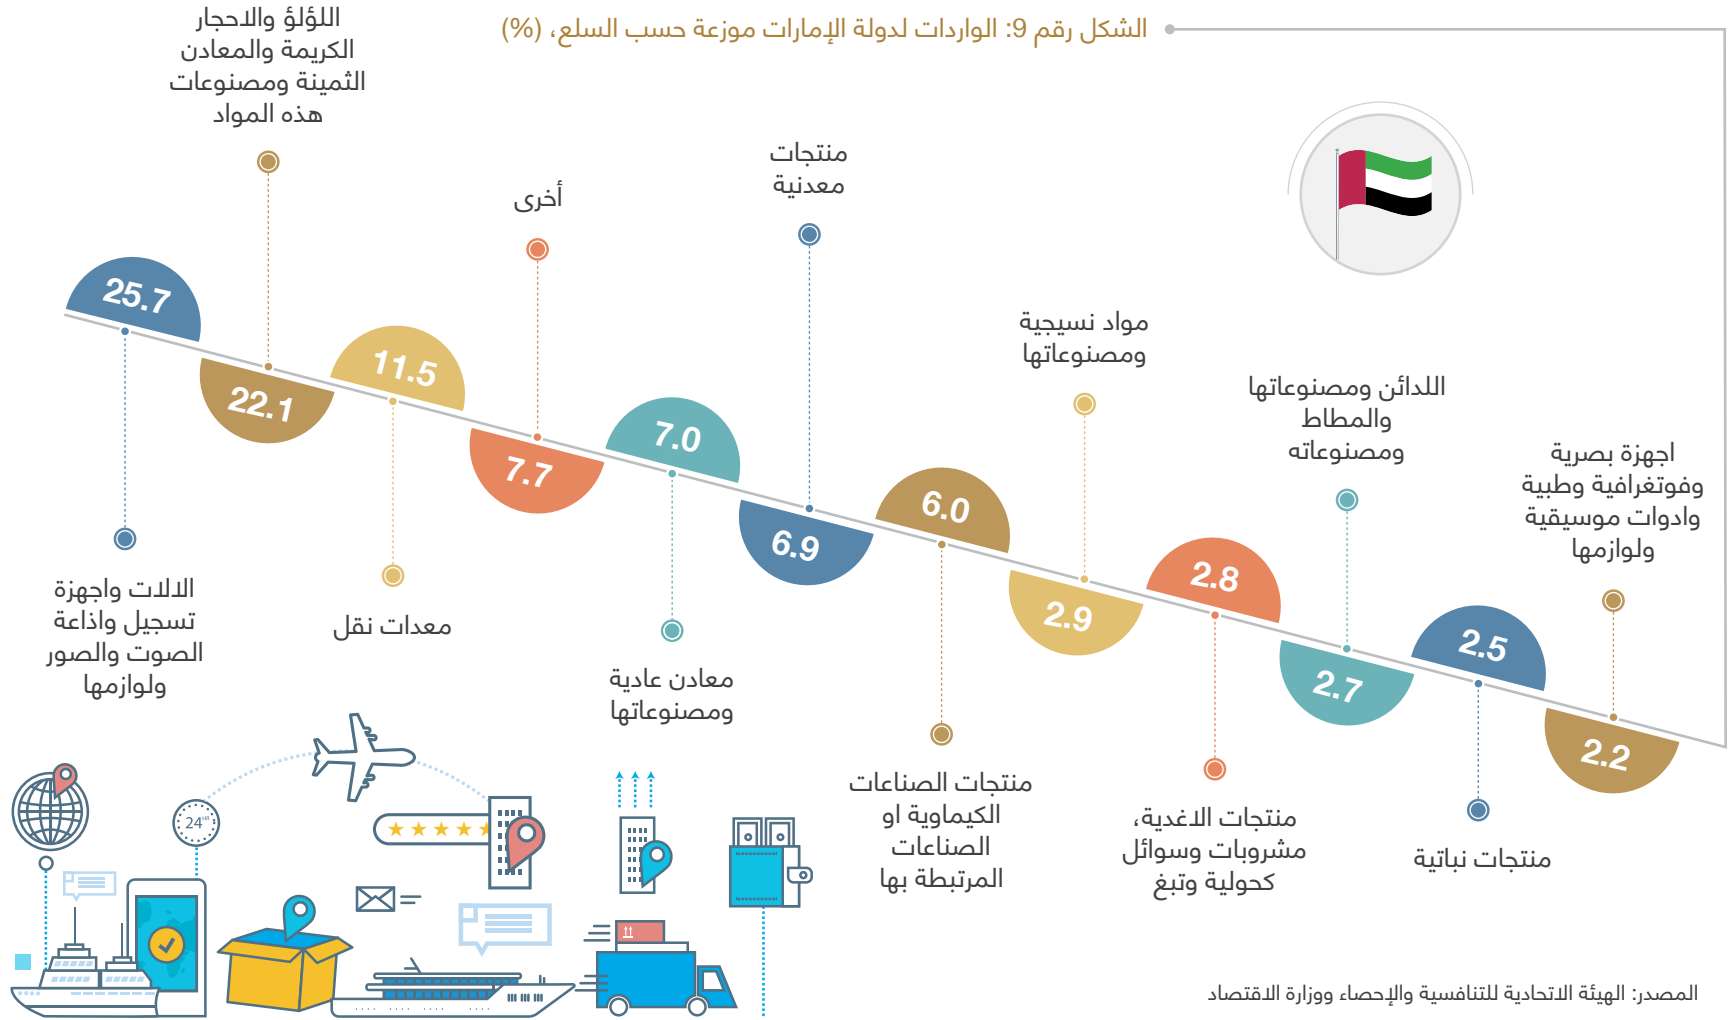 الشكل رقم 9: الواردات لدولة الإمارات موزعة حسب السلع، (%)
25.7
الالات واجهزة
تسجيل واذاعة
الصوت والصور
ولوازمها
اللؤلؤ والاحجار
الكريمة والمعادن
الثمينة ومصنوعات
هذه المواد
22.1
11.5
معدات نقل
أخرى
7.7
7.0
معادن عادية
ومصنوعاتها
منتجات
معدنية
6.9
6.0
منتجات الصناعات
الكيماوية او
الصناعات
المرتبطة بها
مواد نسيجية
ومصنوعاتها
2.9
2.8
منتجات الاغدية،
مشروبات وسوائل
كحولية وتبغ
اللدائن ومصنوعاتها
والمطاط
ومصنوعاته
2.7
2.5
منتجات نباتية
اجهزة بصرية
وفوتغرافية وطبية
وادوات موسيقية
ولوازمها
2.2
24HR
المصدر: الهيئة الاتحادية للتنافسية والإحصاء ووزارة الاقتصاد